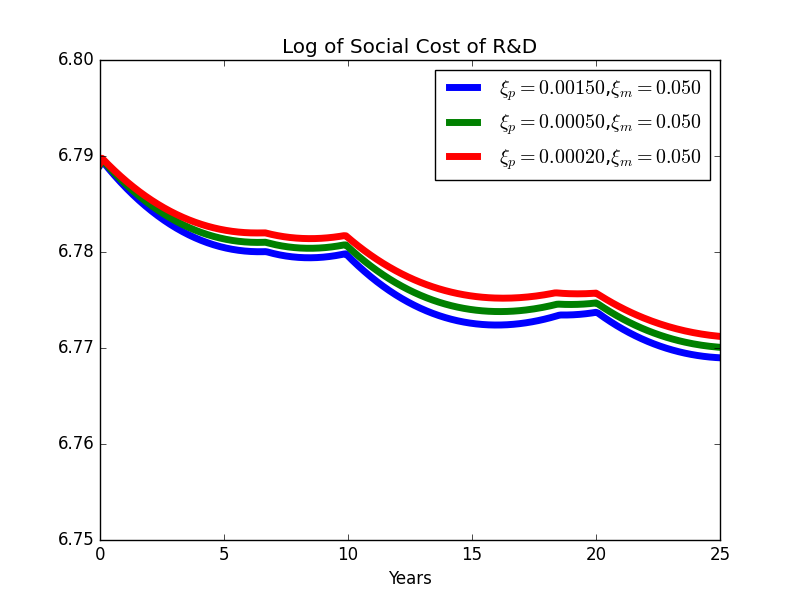 Log of Social Cost of R&D
6.80
6.79
6.78
6.77
6.76
6.75
ξₚ = 0.00150,ξₘ = 0.050
ξₚ = 0.00050,ξₘ = 0.050
ξₚ = 0.00020,ξₘ = 0.050
0 5 10 15 20 25
Years